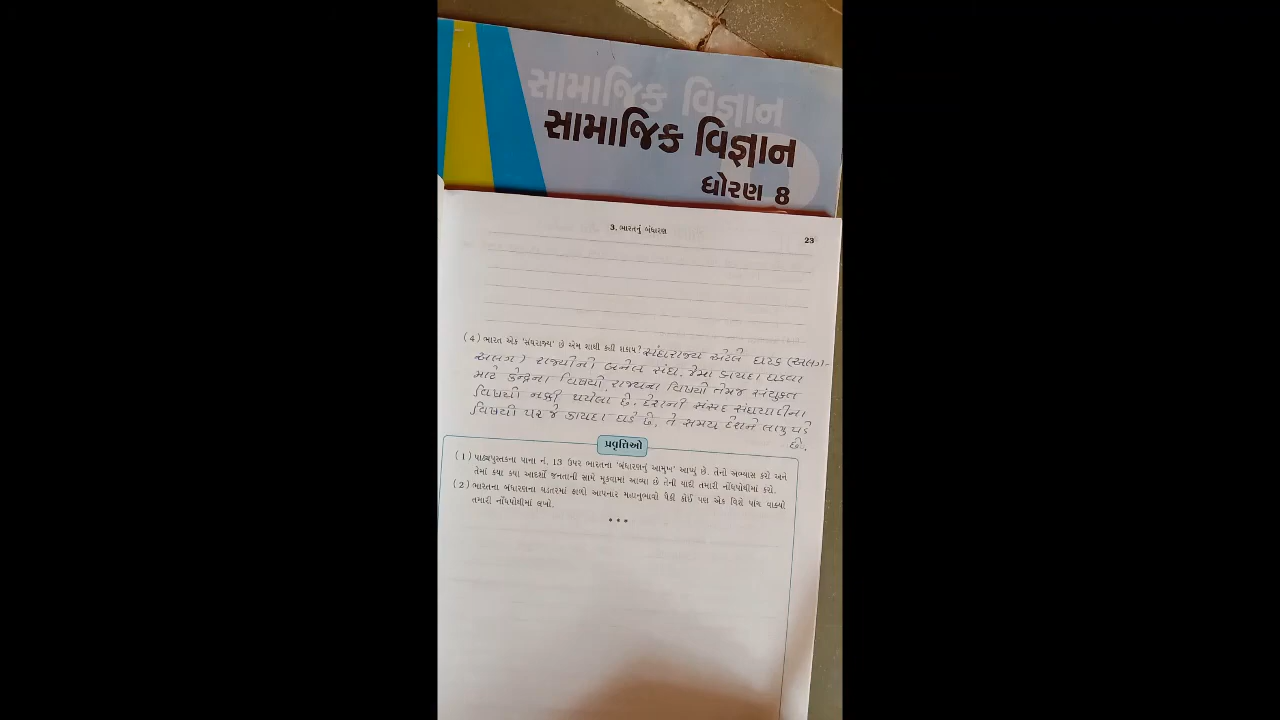 સામાજિક વિજ્ઞાન
સામાજિક વિજ્ઞાન
ધોરણ 8
3. ભારતનું બંધારણ
23
(4) ભારત એક 'સંઘરાજ્ય' છે એમ શાથી કહી શકાય? સંઘરાજ્ય એટલે ઘટક (અલગ-
અલગ) રાજ્યોનો બનેલ સંઘ. જેમાં કાયદા ઘડવા
માટે કેન્દ્રના વિષયો, રાજ્યના વિષયો તેમજ સંયુક્ત
વિષયો નક્કી થયેલા છે. દેશની સંસદ સંઘયાદીના
વિષયો પર જે કાયદા ઘડે છે, તે સમગ્ર દેશને લાગુ પડે
છે.
પ્રવૃત્તિઓ
(1) પાઠ્યપુસ્તકના પાના નં. 13 ઉપર ભારતના 'બંધારણનું આમુખ' આપ્યું છે. તેનો અભ્યાસ કરો અને
તેમાં કયા કયા આદર્શો જનતાની સામે મૂકવામાં આવ્યા છે તેની યાદી તમારી નોંધપોથીમાં કરો.
(2) ભારતના બંધારણના ઘડતરમાં ફાળો આપનાર મહાનુભાવો પૈકી કોઈ પણ એક વિશે પાંચ વાક્યો
તમારી નોંધપોથીમાં લખો.
•••